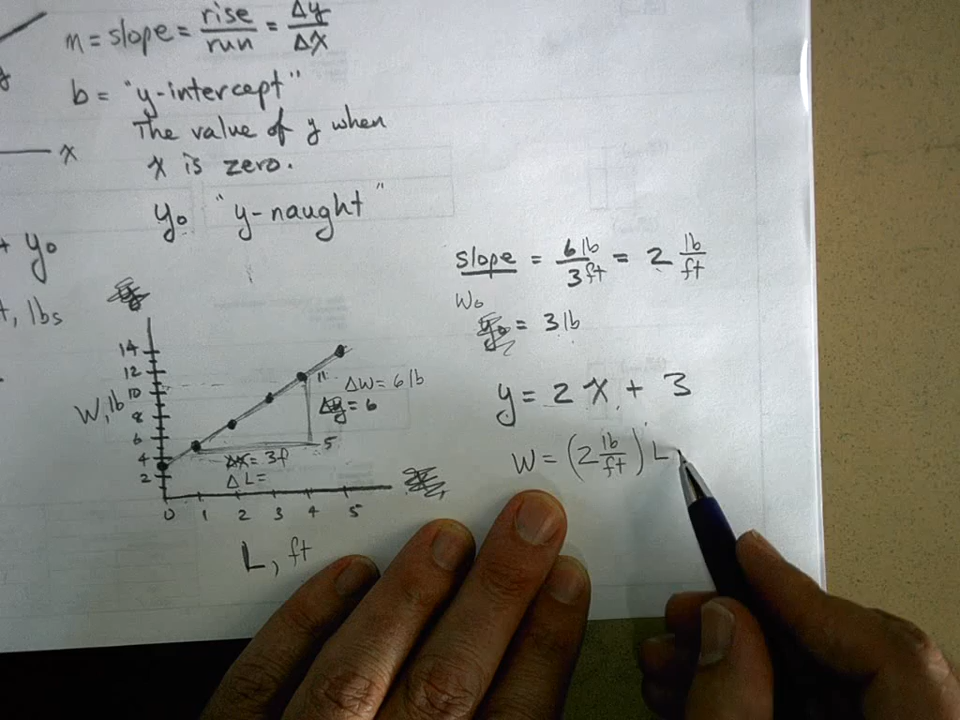 m = slope = rise/run = Δy/Δx
b = "y-intercept"
The value of y when
x is zero.
x
y₀ "y-naught"
+ y₀
t, lbs
slope = 6 lb/3 ft = 2 lb/ft
W₀
= 3 lb
y = 2x + 3
W = (2 lb/ft) L
W, lb
14
12
10
8
6
4
2
11
ΔW = 6 lb
= 6
5
= 3f
ΔL =
0 1 2 3 4 5
L, ft